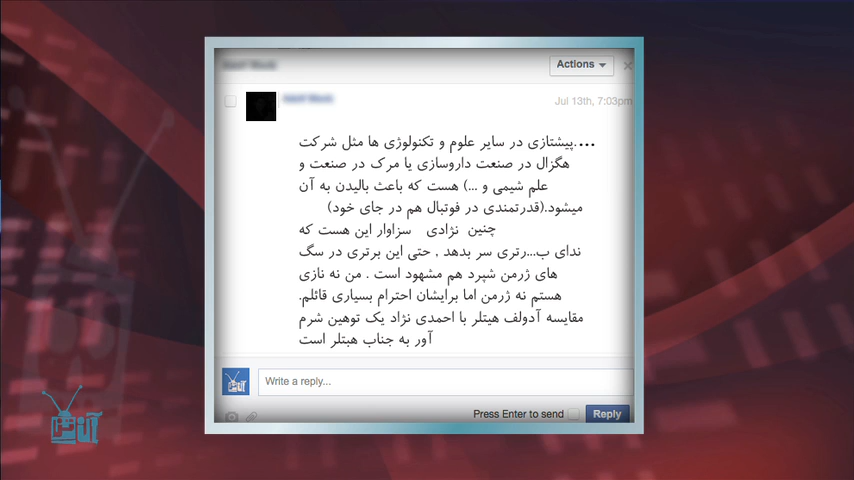 Actions
Jul 13th, 7:03pm
....پیشتازی در سایر علوم و تکنولوژی ها مثل شرکت
هگزال در صنعت داروسازی یا مرک در صنعت و
علم شیمی و ...) هست که باعث بالیدن به آن
میشود.(قدرتمندی در فوتبال هم در جای خود)
چنین نژادی سزاوار این هست که
ندای ب...رتری سر بدهد , حتی این برتری در سگ
های ژرمن شپرد هم مشهود است . من نه نازی
هستم نه ژرمن اما برایشان احترام بسیاری قائلم.
مقایسه آدولف هیتلر با احمدی نژاد یک توهین شرم
آور به جناب هیتلر است
Write a reply...
Press Enter to send
Reply